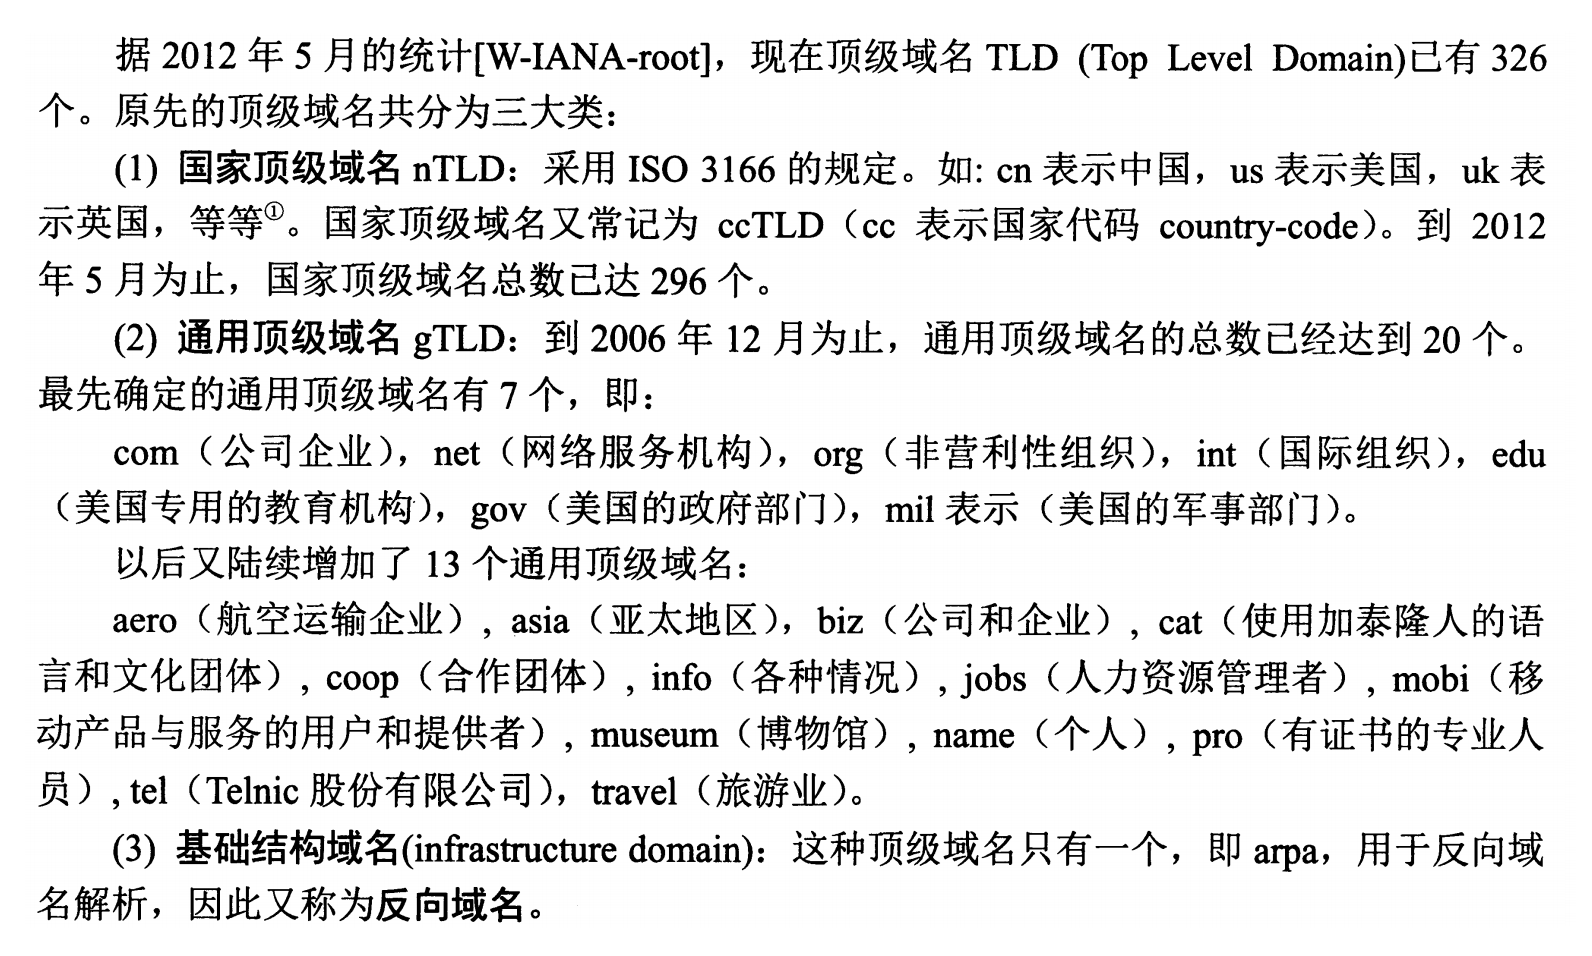 据 2012 年 5 月的统计[W-IANA-root]，现在顶级域名 TLD (Top Level Domain)已有 326
个。原先的顶级域名共分为三大类：
(1) 国家顶级域名 nTLD：采用 ISO 3166 的规定。如: cn 表示中国，us 表示美国，uk 表
示英国，等等①。国家顶级域名又常记为 ccTLD（cc 表示国家代码 country-code）。到 2012
年 5 月为止，国家顶级域名总数已达 296 个。
(2) 通用顶级域名 gTLD：到 2006 年 12 月为止，通用顶级域名的总数已经达到 20 个。
最先确定的通用顶级域名有 7 个，即：
com（公司企业），net（网络服务机构），org（非营利性组织），int（国际组织），edu
（美国专用的教育机构），gov（美国的政府部门），mil 表示（美国的军事部门）。
以后又陆续增加了 13 个通用顶级域名：
aero（航空运输企业）, asia（亚太地区），biz（公司和企业）, cat（使用加泰隆人的语
言和文化团体）, coop（合作团体）, info（各种情况）, jobs（人力资源管理者）, mobi（移
动产品与服务的用户和提供者）, museum（博物馆）, name（个人）, pro（有证书的专业人
员）, tel（Telnic 股份有限公司），travel（旅游业）。
(3) 基础结构域名(infrastructure domain)：这种顶级域名只有一个，即 arpa，用于反向域
名解析，因此又称为反向域名。